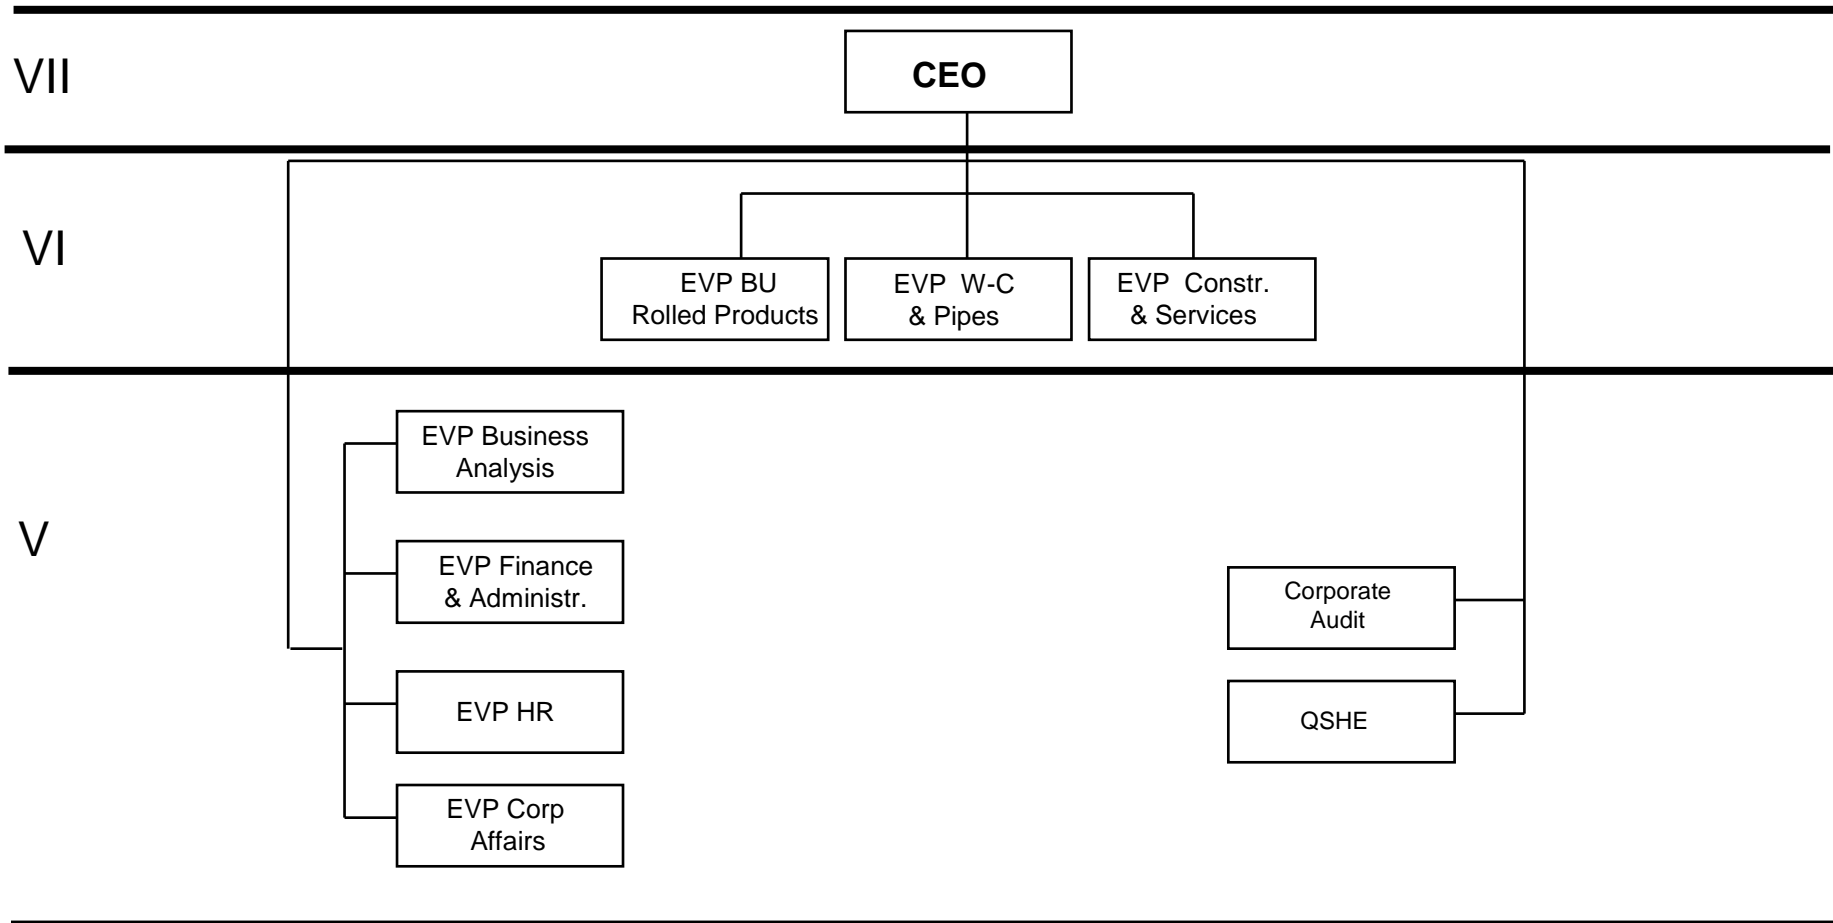 VII
CEO
VI
EVP BU
Rolled Products
EVP W-C
& Pipes
EVP Constr.
& Services
V
EVP Business
Analysis
EVP Finance
& Administr.
EVP HR
EVP Corp
Affairs
Corporate
Audit
QSHE